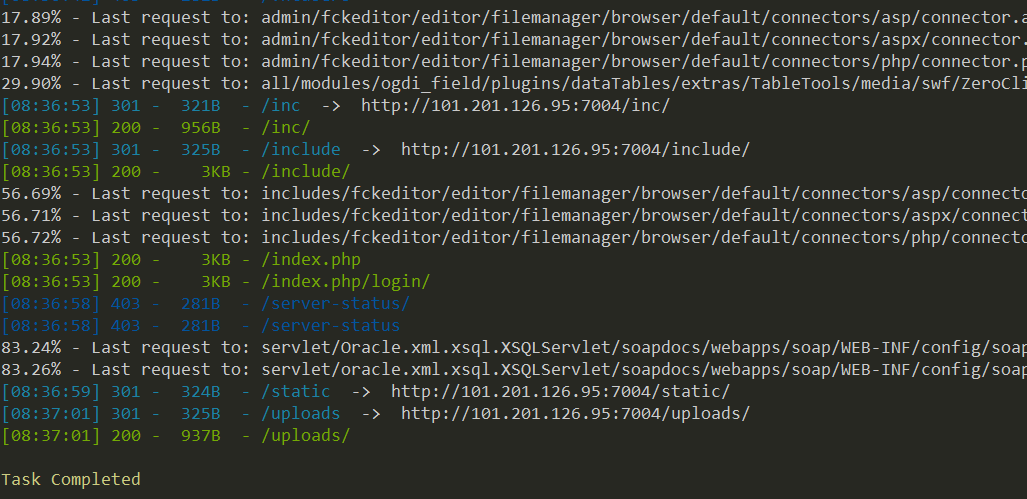 17.89% - Last request to: admin/fckeditor/editor/filemanager/browser/default/connectors/asp/connector.a
17.92% - Last request to: admin/fckeditor/editor/filemanager/browser/default/connectors/aspx/connector.
17.94% - Last request to: admin/fckeditor/editor/filemanager/browser/default/connectors/php/connector.p
29.90% - Last request to: all/modules/ogdi_field/plugins/dataTables/extras/TableTools/media/swf/ZeroCli
[08:36:53] 301 -  321B  - /inc  ->  http://101.201.126.95:7004/inc/
[08:36:53] 200 -  956B  - /inc/
[08:36:53] 301 -  325B  - /include  ->  http://101.201.126.95:7004/include/
[08:36:53] 200 -    3KB - /include/
56.69% - Last request to: includes/fckeditor/editor/filemanager/browser/default/connectors/asp/connecto
56.71% - Last request to: includes/fckeditor/editor/filemanager/browser/default/connectors/aspx/connect
56.72% - Last request to: includes/fckeditor/editor/filemanager/browser/default/connectors/php/connecto
[08:36:53] 200 -    3KB - /index.php
[08:36:53] 200 -    3KB - /index.php/login/
[08:36:58] 403 -  281B  - /server-status/
[08:36:58] 403 -  281B  - /server-status
83.24% - Last request to: servlet/Oracle.xml.xsql.XSQLServlet/soapdocs/webapps/soap/WEB-INF/config/soap
83.26% - Last request to: servlet/oracle.xml.xsql.XSQLServlet/soapdocs/webapps/soap/WEB-INF/config/soap
[08:36:59] 301 -  324B  - /static  ->  http://101.201.126.95:7004/static/
[08:37:01] 301 -  325B  - /uploads  ->  http://101.201.126.95:7004/uploads/
[08:37:01] 200 -  937B  - /uploads/
Task Completed